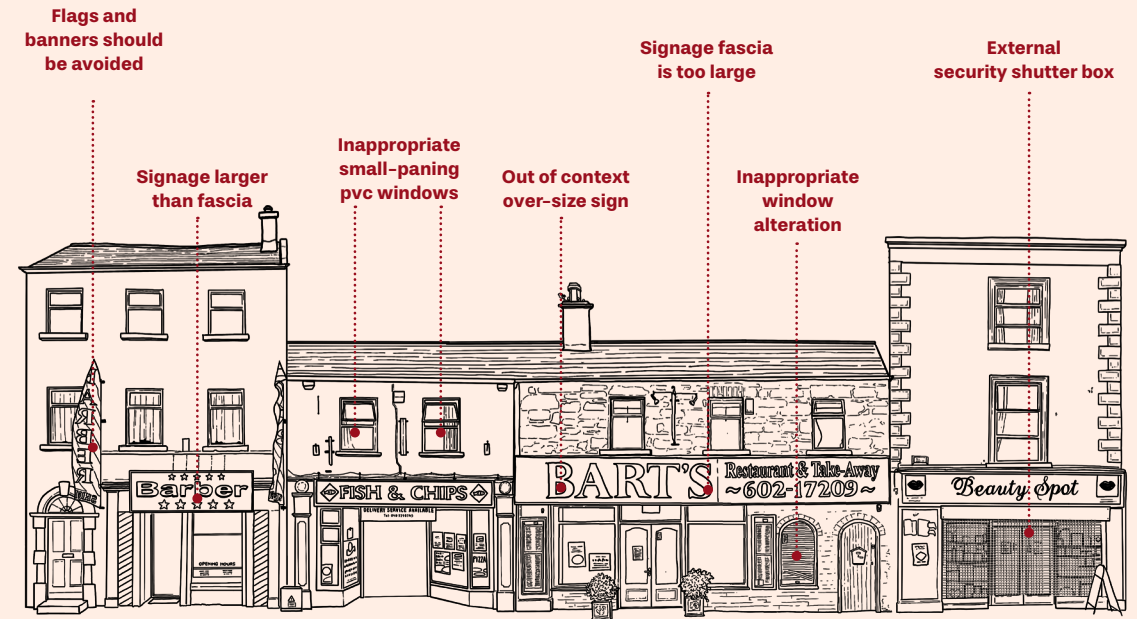 Flags and
banners should
be avoided
Signage larger
than fascia
Inappropriate
small-paning
pvc windows
Out of context
over-size sign
Signage fascia
is too large
Inappropriate
window
alteration
External
security shutter box
BARBER
Barber
OPENING HOURS
FISH & CHIPS
DELIVERY SERVICE AVAILABLE
PIZZA
BART'S
Restaurant & Take-Away
~602-17209~
Beauty Spot